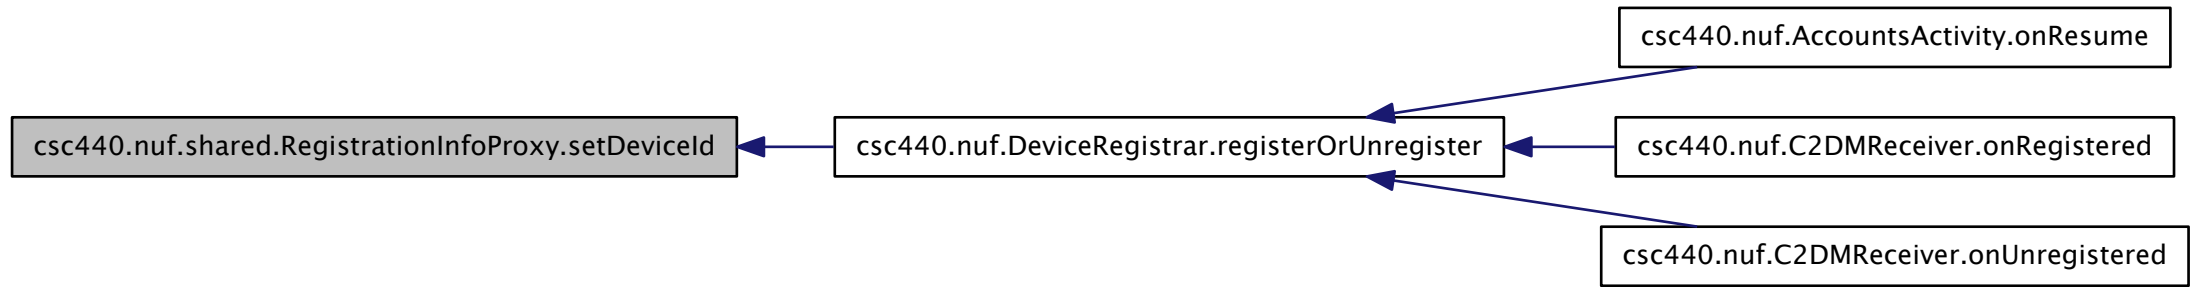 csc440.nuf.AccountsActivity.onResume
csc440.nuf.shared.RegistrationInfoProxy.setDeviceId
csc440.nuf.DeviceRegistrar.registerOrUnregister
csc440.nuf.C2DMReceiver.onRegistered
csc440.nuf.C2DMReceiver.onUnregistered